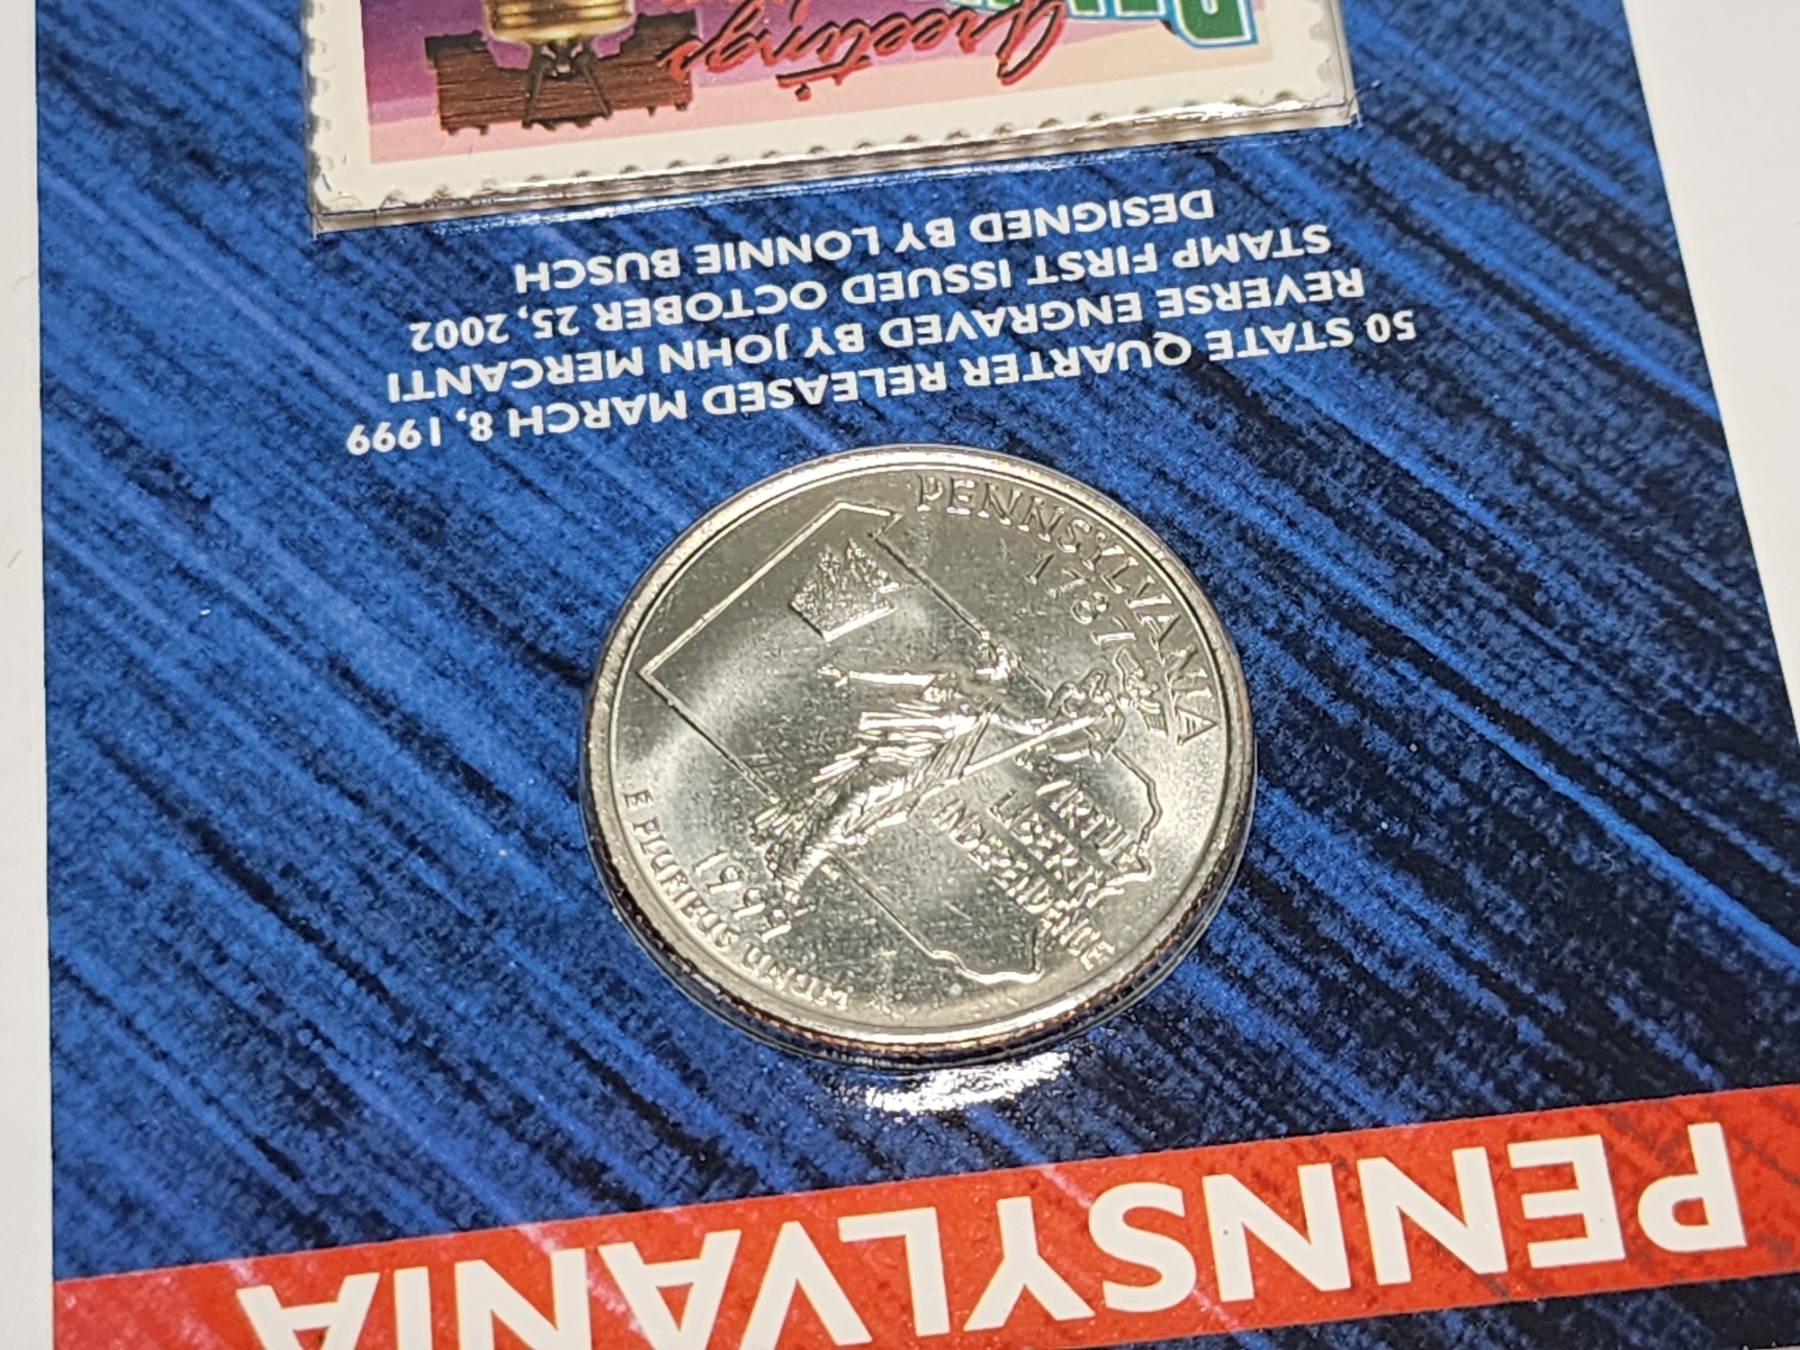 PENNSYLVANIA
PENNSYLVANIA
1787
VIRTUE
LIBERTY
INDEPENDENCE
1999
E PLURIBUS UNUM
50 STATE QUARTER RELEASED MARCH 8, 1999
REVERSE ENGRAVED BY JOHN MERCANTI
STAMP FIRST ISSUED OCTOBER 25, 2002
DESIGNED BY LONNIE BUSCH
Greetings